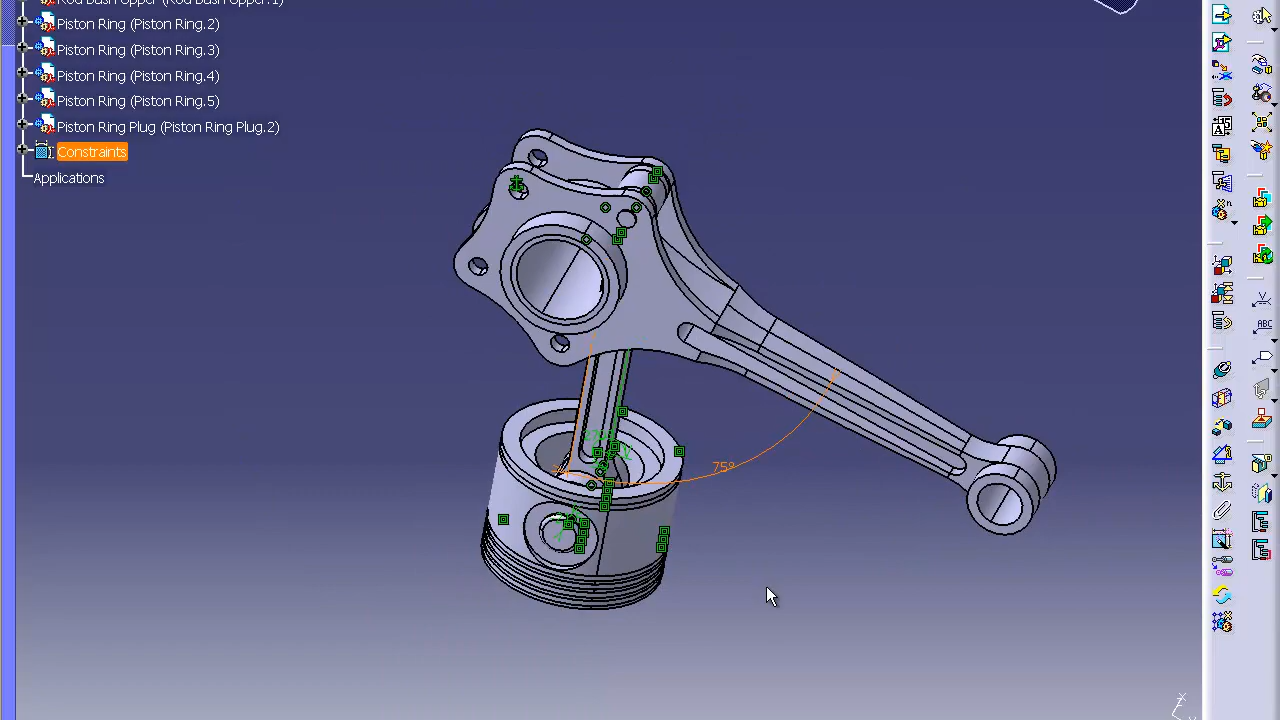 Piston Ring (Piston Ring.2)
Piston Ring (Piston Ring.3)
Piston Ring (Piston Ring.4)
Piston Ring (Piston Ring.5)
Piston Ring Plug (Piston Ring Plug.2)
Constraints
Applications
75°
ABC
x